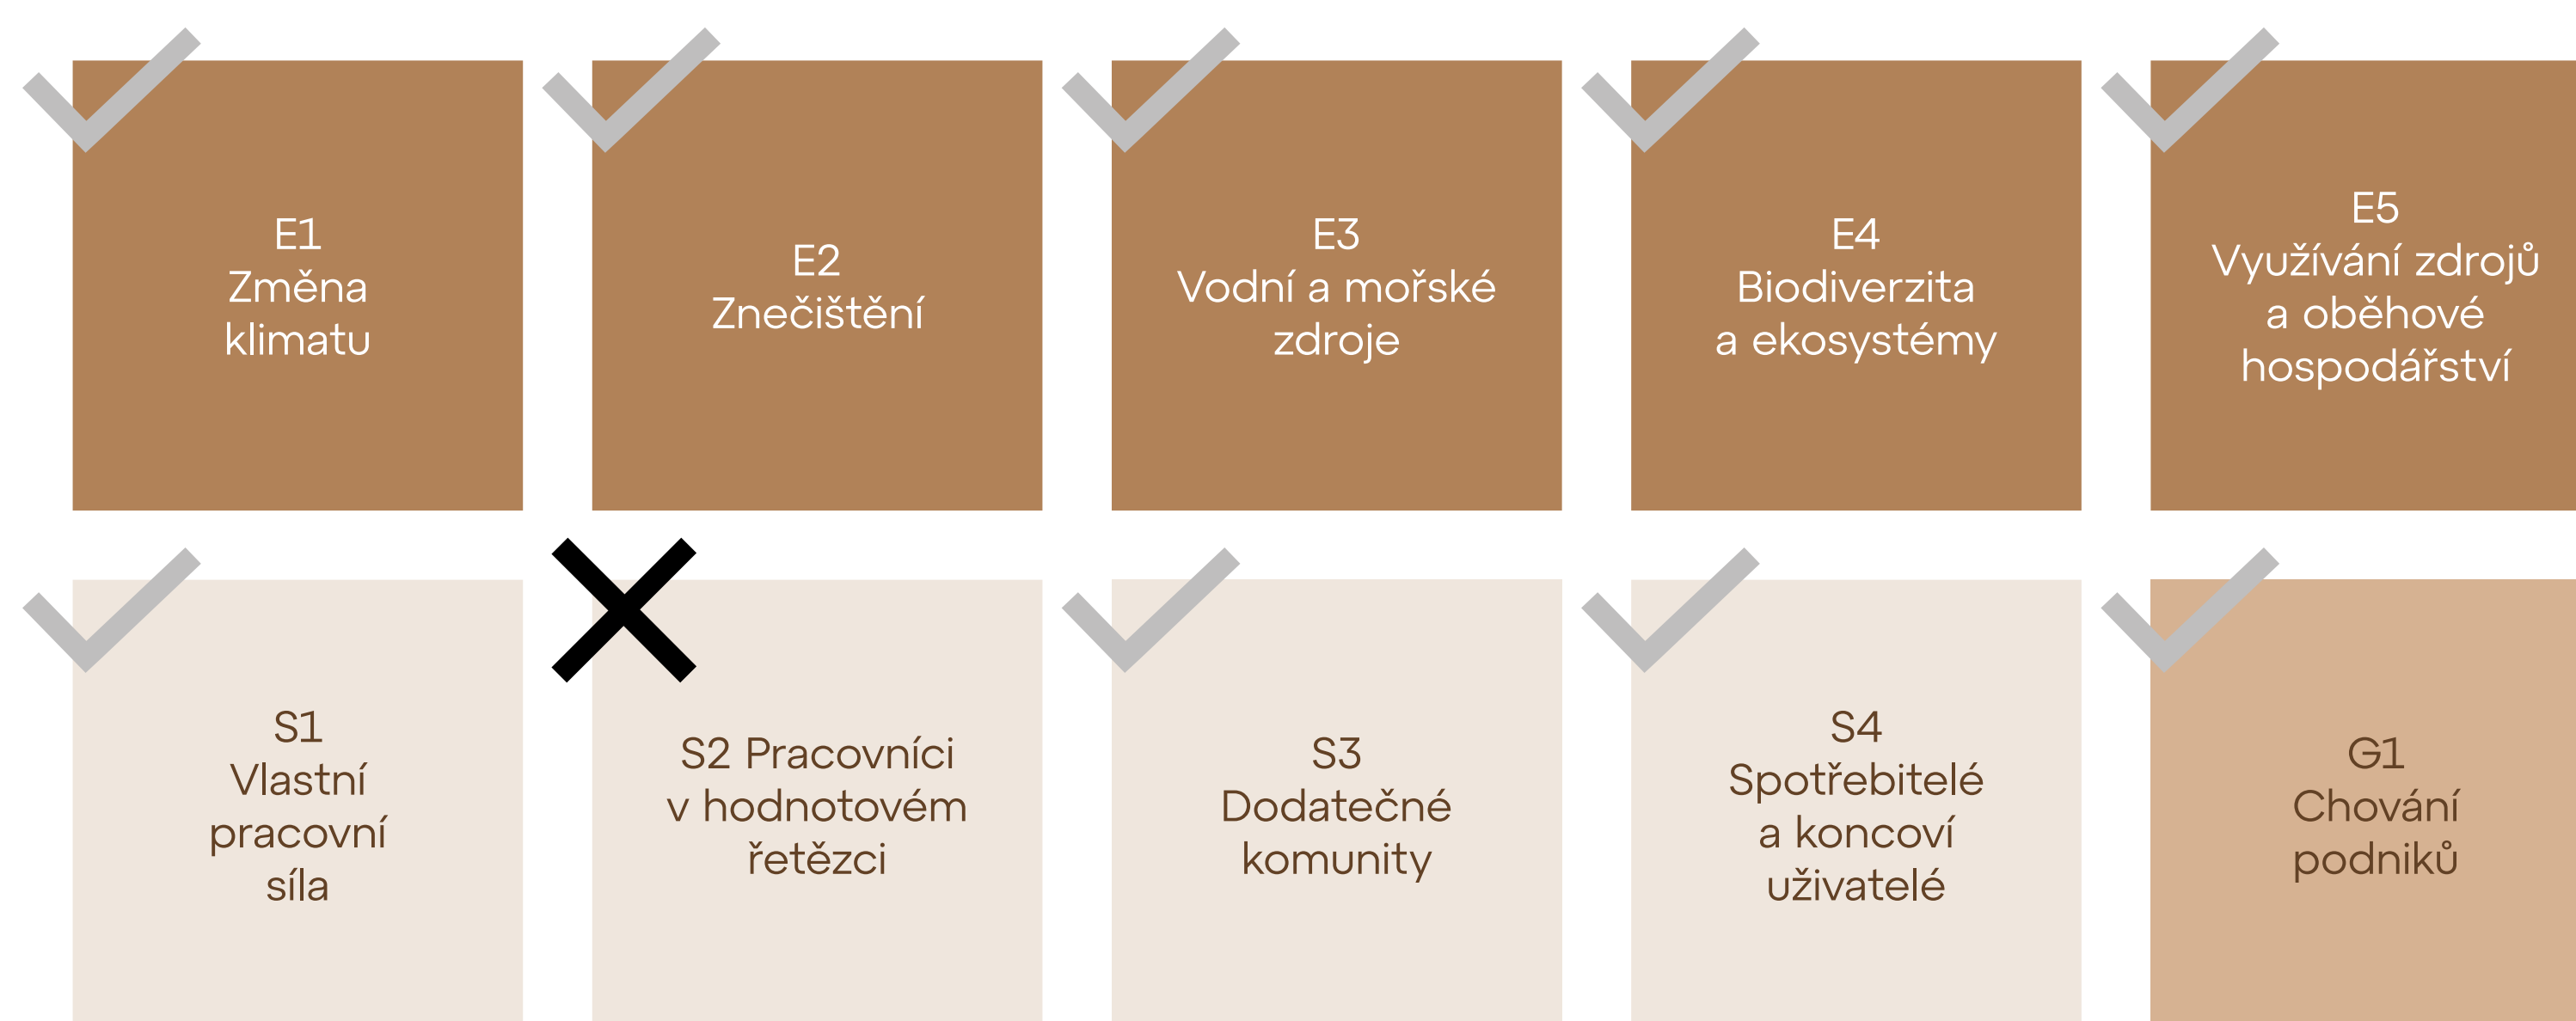 E1
Změna
klimatu
E2
Znečištění
E3
Vodní a mořské
zdroje
E4
Biodiverzita
a ekosystémy
E5
Využívání zdrojů
a oběhové
hospodářství
S1
Vlastní
pracovní
síla
S2 Pracovníci
v hodnotovém
řetězci
S3
Dodatečné
komunity
S4
Spotřebitelé
a koncoví
uživatelé
G1
Chování
podniků